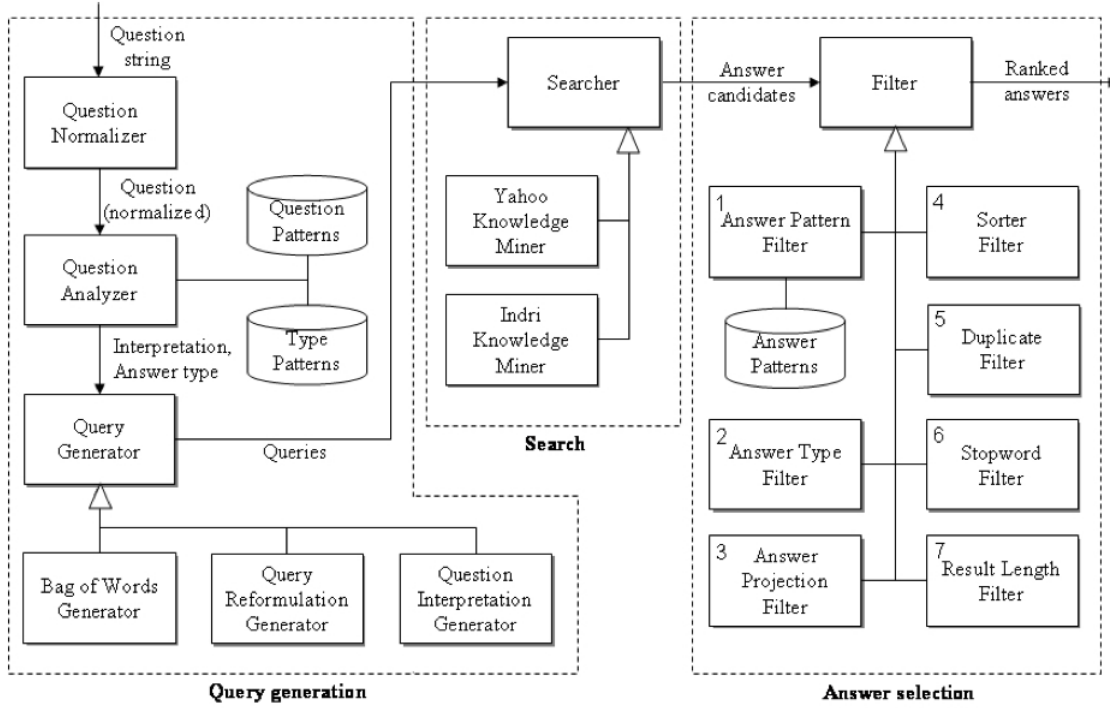 Question
string
Question
Normalizer
Question
(normalized)
Question
Patterns
Question
Analyzer
Type
Patterns
Interpretation,
Answer type
Query
Generator
Queries
Bag of Words
Generator
Query
Reformulation
Generator
Question
Interpretation
Generator
Query generation
Searcher
Yahoo
Knowledge
Miner
Indri
Knowledge
Miner
Search
Answer
candidates
Filter
Ranked
answers
1
Answer Pattern
Filter
Answer
Patterns
2
Answer Type
Filter
3
Answer
Projection
Filter
4
Sorter
Filter
5
Duplicate
Filter
6
Stopword
Filter
7
Result Length
Filter
Answer selection